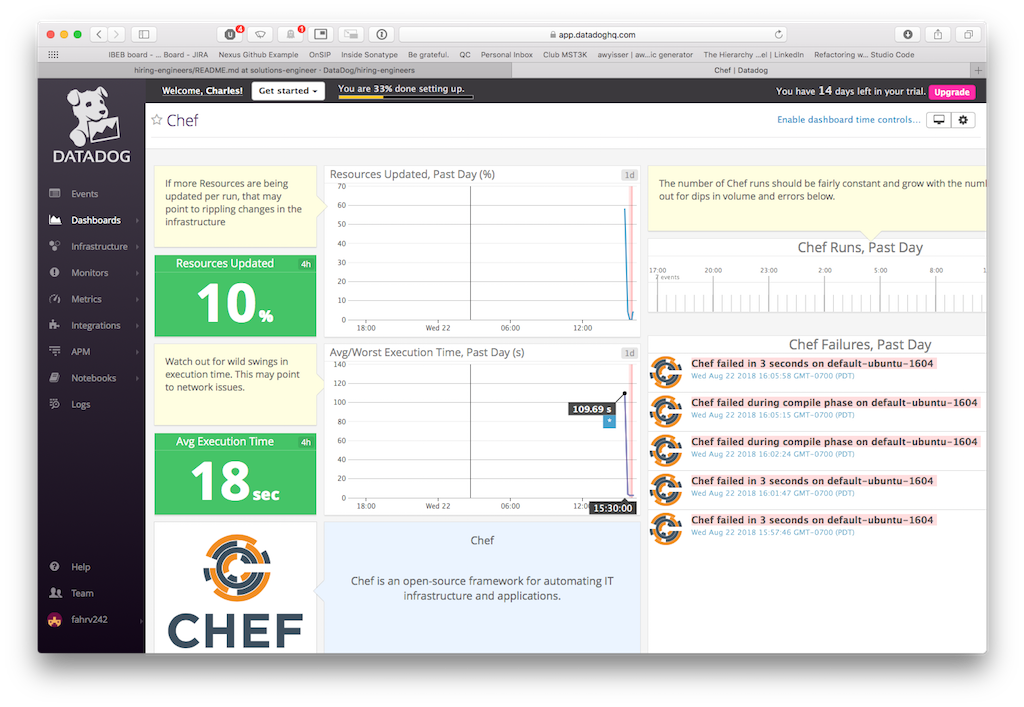 4
1
app.datadoghq.com
IBEB board - ... Board - JIRA Nexus Github Example OnSIP Inside Sonatype Be grateful. QC Personal Inbox Club MST3K awyisser | aw...ic generator The Hierarchy ...el | LinkedIn Refactoring w... Studio Code
hiring-engineers/README.md at solutions-engineer · DataDog/hiring-engineers
Chef | Datadog
DATADOG
Events
Dashboards
Infrastructure
Monitors
Metrics
Integrations
APM
Notebooks
Logs
Help
Team
fahrv242
Welcome, Charles!
Get started
You are 33% done setting up.
You have 14 days left in your trial.
Upgrade
Chef
Enable dashboard time controls...
If more Resources are being
updated per run, that may
point to rippling changes in the
infrastructure
Resources Updated 4h
10%
Watch out for wild swings in
execution time. This may point
to network issues.
Avg Execution Time 4h
18 sec
CHEF
Resources Updated, Past Day (%) 1d
70
60
50
40
30
20
10
0
18:00 Wed 22 06:00 12:00
Avg/Worst Execution Time, Past Day (s) 1d
140
120
100
80
60
40
20
0
109.69 s
*
18:00 Wed 22 06:00 12:0
15:30:00
Chef
Chef is an open-source framework for automating IT
infrastructure and applications.
The number of Chef runs should be fairly constant and grow with the num
out for dips in volume and errors below.
Chef Runs, Past Day
17:00 20:00 23:00 2:00 5:00 8:00 1
7 events
Chef Failures, Past Day
Chef failed in 3 seconds on default-ubuntu-1604
Wed Aug 22 2018 16:05:58 GMT-0700 (PDT)
Chef failed during compile phase on default-ubuntu-1604
Wed Aug 22 2018 16:05:15 GMT-0700 (PDT)
Chef failed during compile phase on default-ubuntu-1604
Wed Aug 22 2018 16:02:24 GMT-0700 (PDT)
Chef failed in 3 seconds on default-ubuntu-1604
Wed Aug 22 2018 16:01:47 GMT-0700 (PDT)
Chef failed in 3 seconds on default-ubuntu-1604
Wed Aug 22 2018 15:57:46 GMT-0700 (PDT)